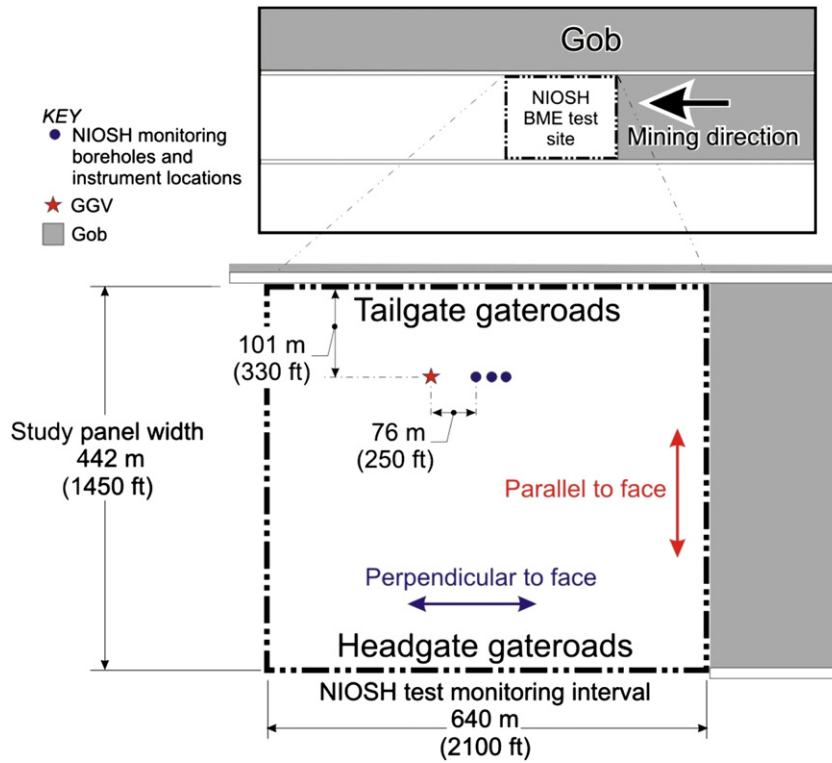 Gob
NIOSH
BME test
site
Mining direction
KEY
NIOSH monitoring
boreholes and
instrument locations
GGV
Gob
Tailgate gateroads
101 m
(330 ft)
76 m
(250 ft)
Study panel width
442 m
(1450 ft)
Parallel to face
Perpendicular to face
Headgate gateroads
NIOSH test monitoring interval
640 m
(2100 ft)